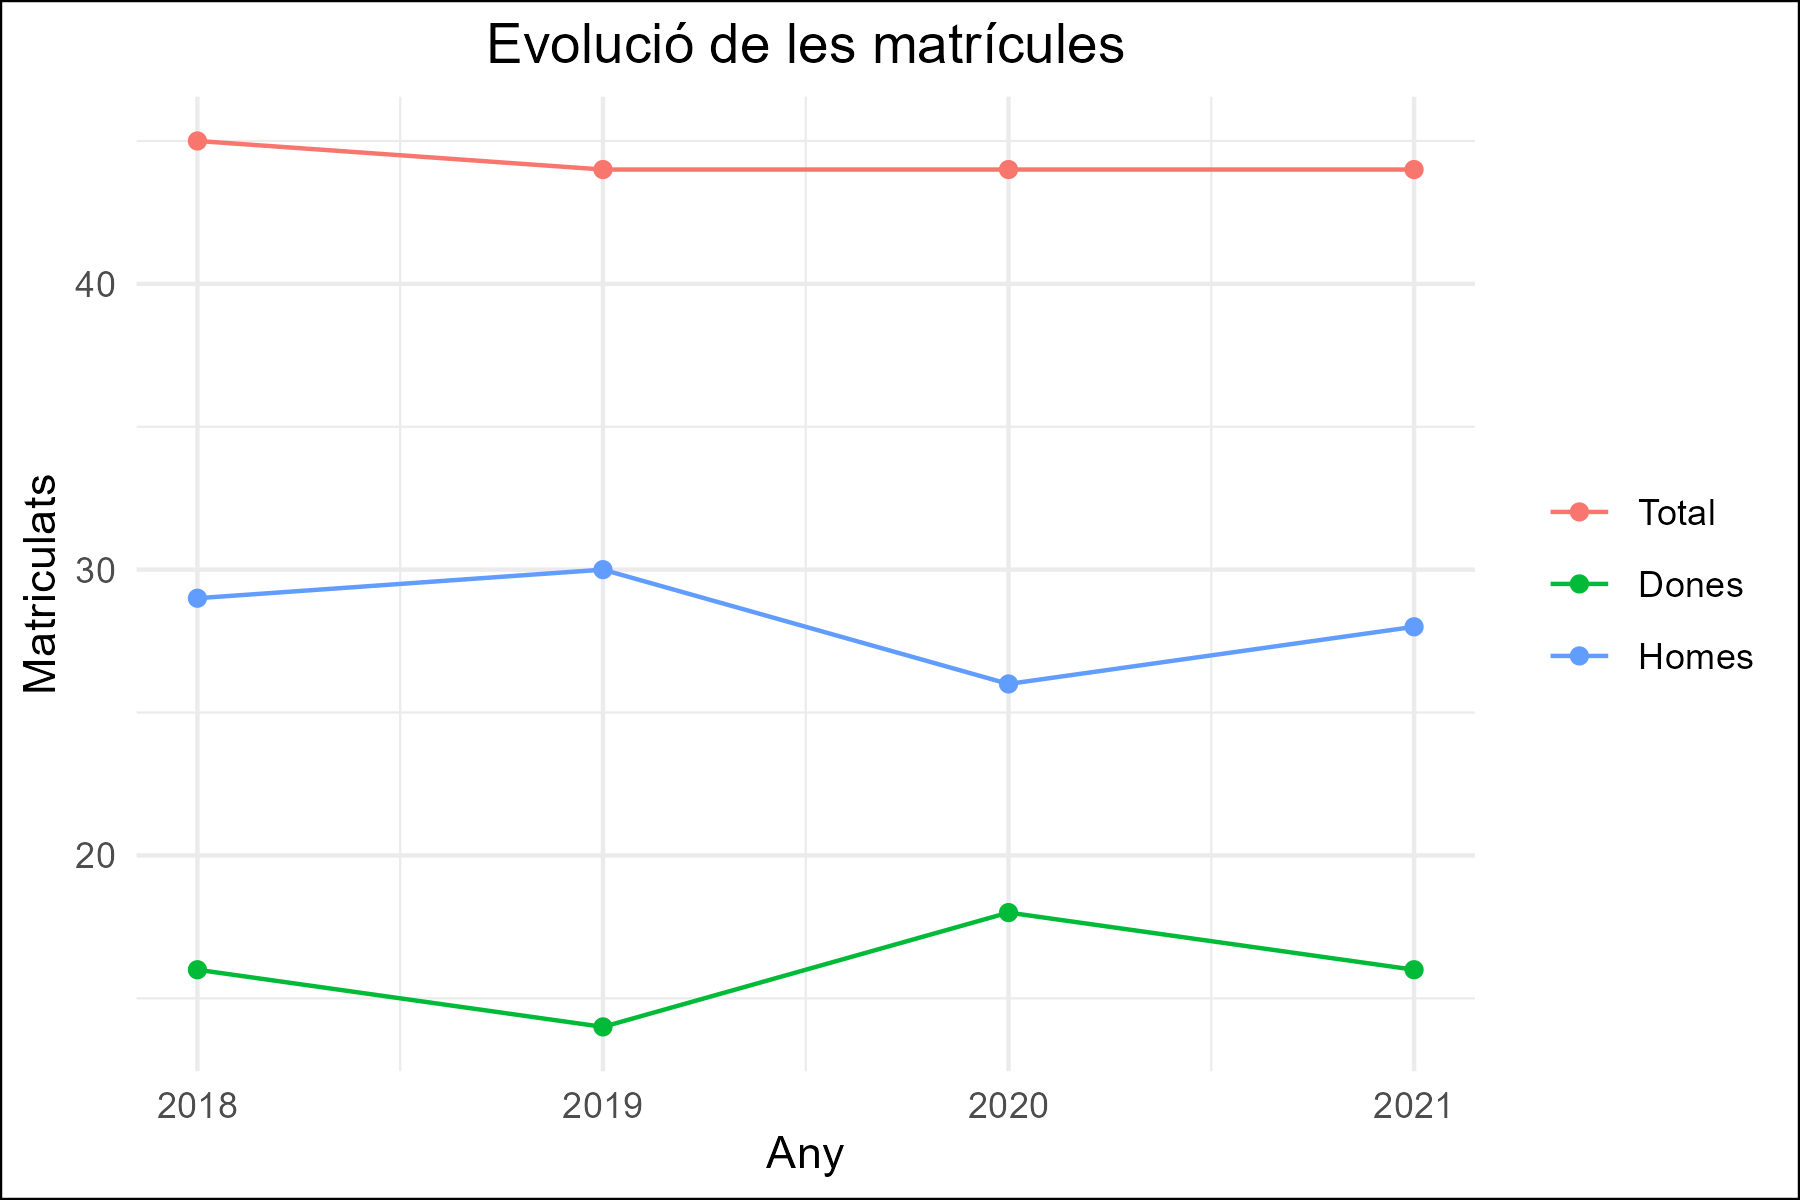 Evolució de les matrícules
Matriculats
40
30
20
2018
2019
2020
2021
Any
Total
Dones
Homes